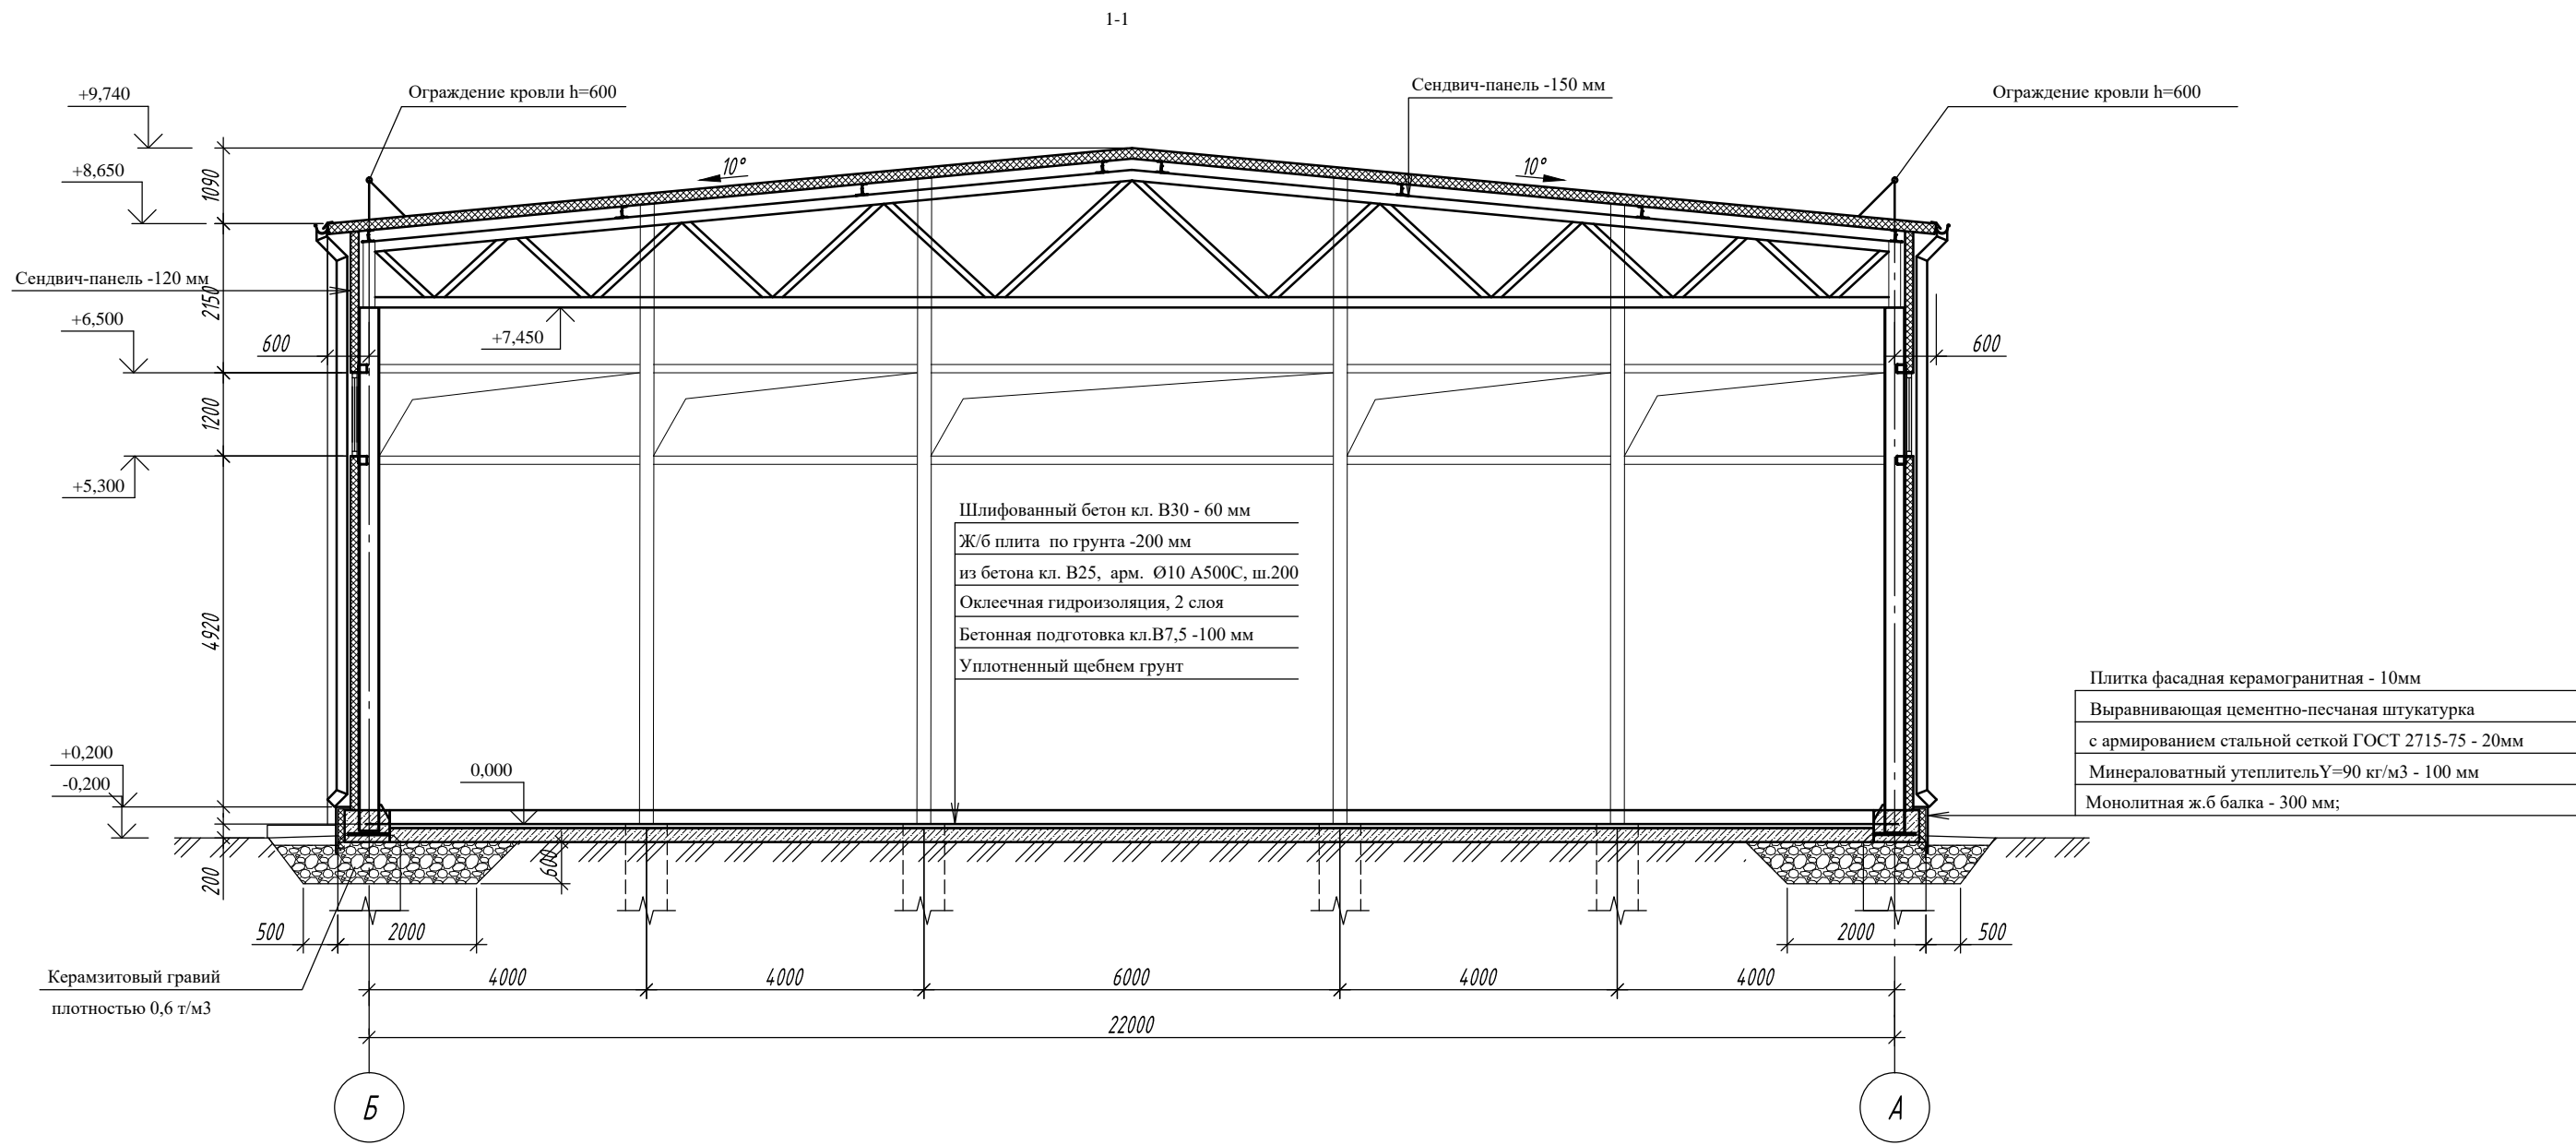 1-1
+9,740
Ограждение кровли h=600
Сендвич-панель -150 мм
Ограждение кровли h=600
+8,650
1090
10°
10°
Сендвич-панель -120 мм
2150
+6,500
+7,450
600
600
1200
+5,300
Шлифованный бетон кл. В30 - 60 мм
Ж/б плита по грунта -200 мм
из бетона кл. В25, арм. Ø10 А500С, ш.200
Оклеечная гидроизоляция, 2 слоя
Бетонная подготовка кл.В7,5 -100 мм
Уплотненный щебнем грунт
4920
Плитка фасадная керамогранитная - 10мм
Выравнивающая цементно-песчаная штукатурка
с армированием стальной сеткой ГОСТ 2715-75 - 20мм
Минераловатный утеплительY=90 кг/м3 - 100 мм
Монолитная ж.б балка - 300 мм;
+0,200
-0,200
0,000
200
600
500
2000
2000
500
Керамзитовый гравий
плотностью 0,6 т/м3
4000
4000
6000
4000
4000
22000
Б
А